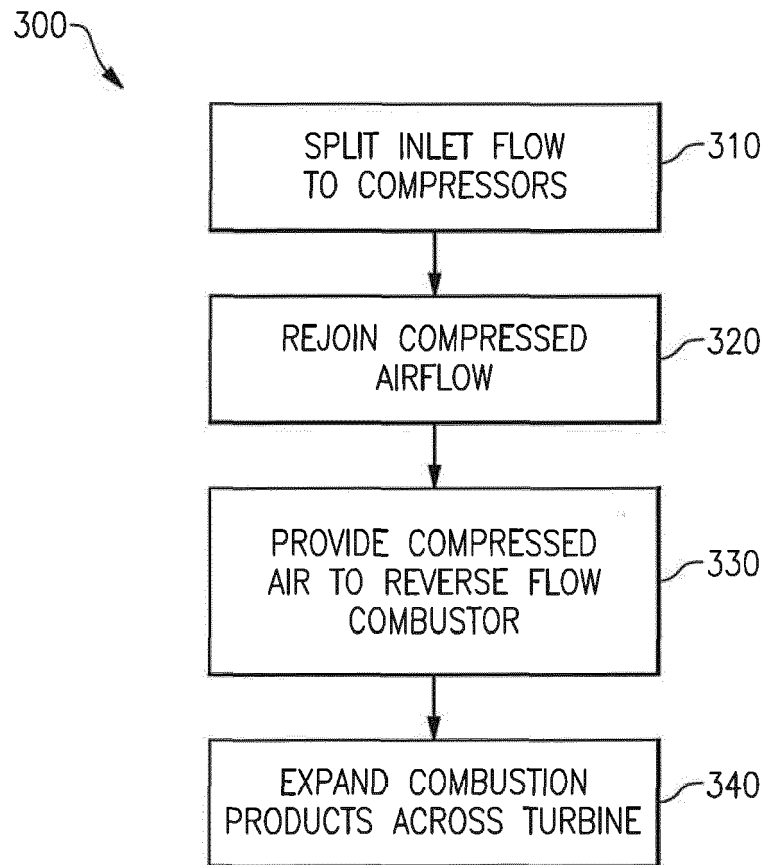 300
SPLIT INLET FLOW
TO COMPRESSORS
310
REJOIN COMPRESSED
AIRFLOW
320
PROVIDE COMPRESSED
AIR TO REVERSE FLOW
COMBUSTOR
330
EXPAND COMBUSTION
PRODUCTS ACROSS TURBINE
340